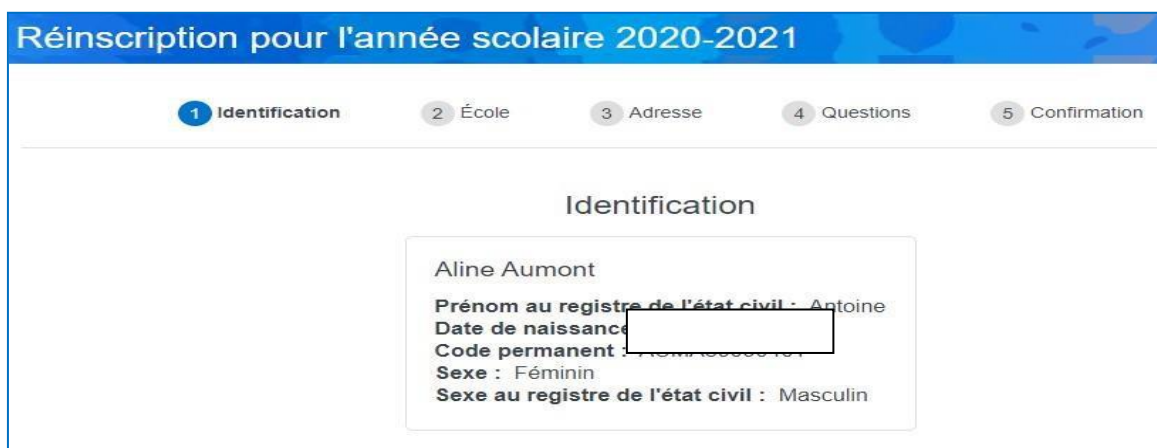 Réinscription pour l'année scolaire 2020-2021
1 Identification 2 École 3 Adresse 4 Questions 5 Confirmation
Identification
Aline Aumont
Prénom au registre de l'état civil : Antoine
Date de naissance
Code permanent :
Sexe : Féminin
Sexe au registre de l'état civil : Masculin